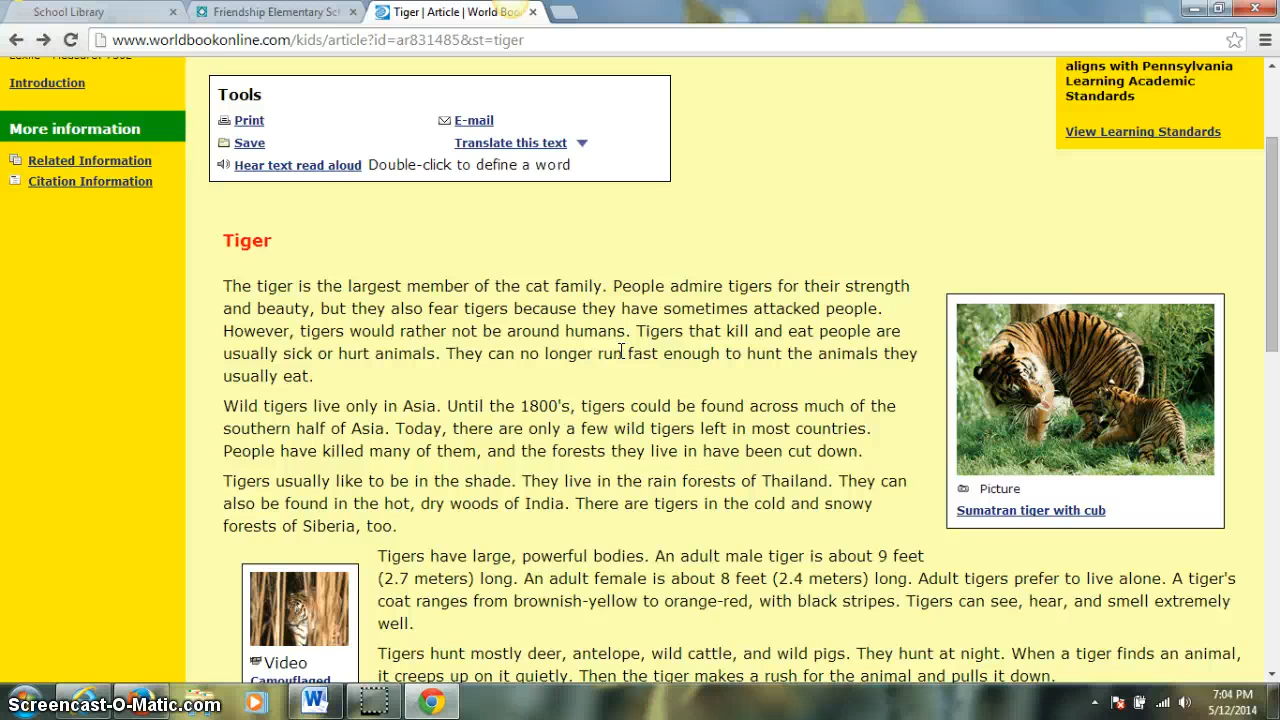 School Library
Friendship Elementary Sch
Tiger | Article | World Boo
www.worldbookonline.com/kids/article?id=ar831485&st=tiger
Introduction
More information
Related Information
Citation Information
Tools
Print
E-mail
Save
Translate this text
Hear text read aloud Double-click to define a word
aligns with Pennsylvania
Learning Academic
Standards
View Learning Standards
Tiger
The tiger is the largest member of the cat family. People admire tigers for their strength
and beauty, but they also fear tigers because they have sometimes attacked people.
However, tigers would rather not be around humans. Tigers that kill and eat people are
usually sick or hurt animals. They can no longer run fast enough to hunt the animals they
usually eat.
Wild tigers live only in Asia. Until the 1800's, tigers could be found across much of the
southern half of Asia. Today, there are only a few wild tigers left in most countries.
People have killed many of them, and the forests they live in have been cut down.
Tigers usually like to be in the shade. They live in the rain forests of Thailand. They can
also be found in the hot, dry woods of India. There are tigers in the cold and snowy
forests of Siberia, too.
Picture
Sumatran tiger with cub
Tigers have large, powerful bodies. An adult male tiger is about 9 feet
(2.7 meters) long. An adult female is about 8 feet (2.4 meters) long. Adult tigers prefer to live alone. A tiger's
coat ranges from brownish-yellow to orange-red, with black stripes. Tigers can see, hear, and smell extremely
well.
Video
Camouflaged
Tigers hunt mostly deer, antelope, wild cattle, and wild pigs. They hunt at night. When a tiger finds an animal,
it creeps up on it quietly. Then the tiger makes a rush for the animal and pulls it down.
Screencast-O-Matic.com
7:04 PM
5/12/2014